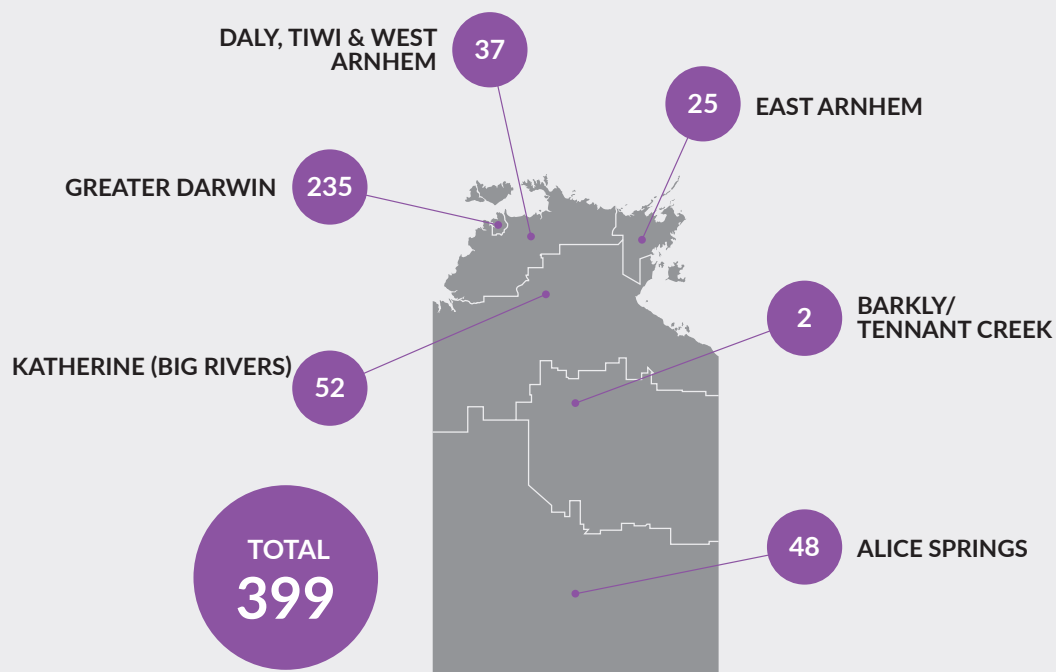 DALY, TIWI & WEST
ARNHEM
37
25
EAST ARNHEM
GREATER DARWIN
235
2
BARKLY/
TENNANT CREEK
KATHERINE (BIG RIVERS)
52
TOTAL
399
48
ALICE SPRINGS